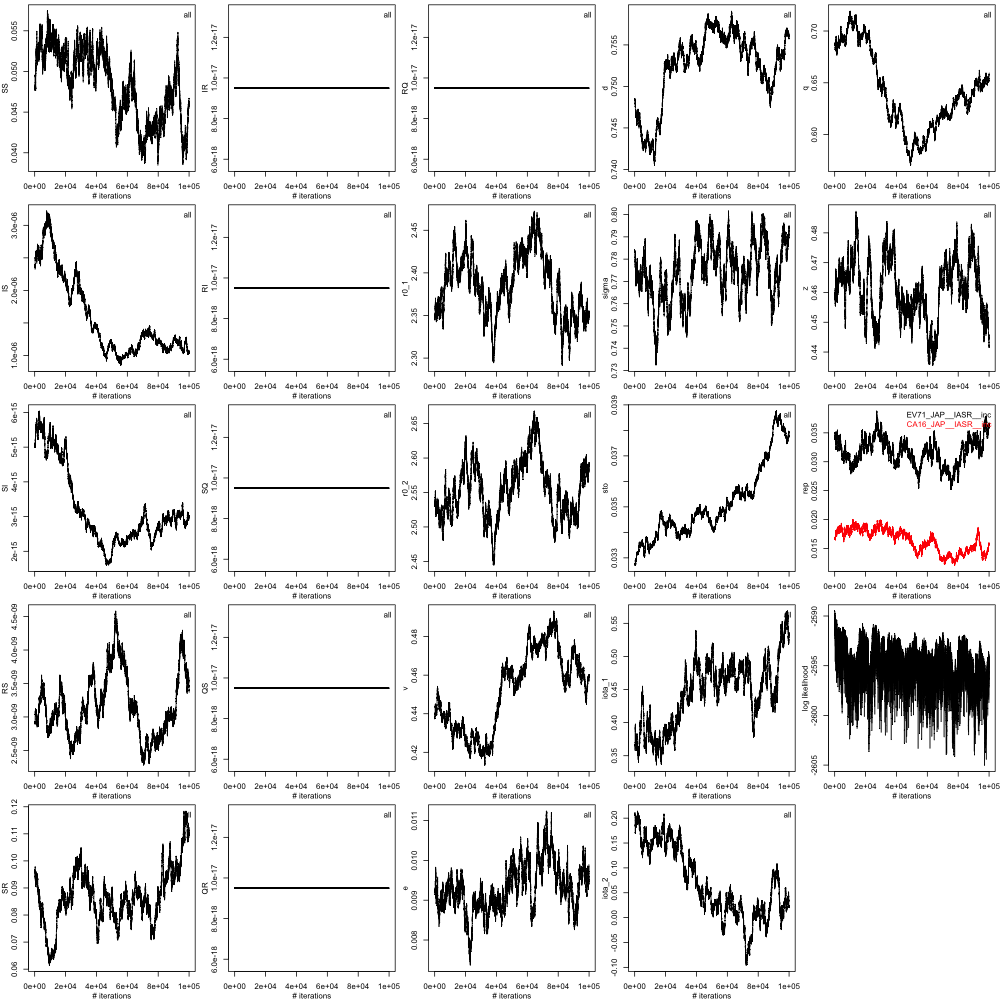 all
SS
0.055
0.050
0.045
0.040
0e+00 2e+04 4e+04 6e+04 8e+04 1e+05
# iterations
all
IR
1.2e-17
1.0e-17
8.0e-18
6.0e-18
0e+00 2e+04 4e+04 6e+04 8e+04 1e+05
# iterations
all
RQ
1.2e-17
1.0e-17
8.0e-18
6.0e-18
0e+00 2e+04 4e+04 6e+04 8e+04 1e+05
# iterations
all
d
0.755
0.750
0.745
0.740
0e+00 2e+04 4e+04 6e+04 8e+04 1e+05
# iterations
all
q
0.70
0.65
0.60
0e+00 2e+04 4e+04 6e+04 8e+04 1e+05
# iterations
all
IS
3.0e-06
2.0e-06
1.0e-06
0e+00 2e+04 4e+04 6e+04 8e+04 1e+05
# iterations
all
RI
1.2e-17
1.0e-17
8.0e-18
6.0e-18
0e+00 2e+04 4e+04 6e+04 8e+04 1e+05
# iterations
all
r0_1
2.45
2.40
2.35
2.30
0e+00 2e+04 4e+04 6e+04 8e+04 1e+05
# iterations
all
sigma
0.80
0.79
0.78
0.77
0.76
0.75
0.74
0.73
0e+00 2e+04 4e+04 6e+04 8e+04 1e+05
# iterations
all
z
0.48
0.47
0.46
0.45
0.44
0e+00 2e+04 4e+04 6e+04 8e+04 1e+05
# iterations
all
SI
6e-15
5e-15
4e-15
3e-15
2e-15
0e+00 2e+04 4e+04 6e+04 8e+04 1e+05
# iterations
all
SQ
1.2e-17
1.0e-17
8.0e-18
6.0e-18
0e+00 2e+04 4e+04 6e+04 8e+04 1e+05
# iterations
all
r0_2
2.65
2.60
2.55
2.50
2.45
0e+00 2e+04 4e+04 6e+04 8e+04 1e+05
# iterations
all
sto
0.039
0.037
0.035
0.033
0e+00 2e+04 4e+04 6e+04 8e+04 1e+05
# iterations
EV71_JAP__IASR__inc
CA16_JAP__IASR__inc
rep
0.035
0.030
0.025
0.020
0.015
0e+00 2e+04 4e+04 6e+04 8e+04 1e+05
# iterations
all
RS
4.5e-09
4.0e-09
3.5e-09
3.0e-09
2.5e-09
0e+00 2e+04 4e+04 6e+04 8e+04 1e+05
# iterations
all
QS
1.2e-17
1.0e-17
8.0e-18
6.0e-18
0e+00 2e+04 4e+04 6e+04 8e+04 1e+05
# iterations
all
v
0.48
0.46
0.44
0.42
0e+00 2e+04 4e+04 6e+04 8e+04 1e+05
# iterations
all
iota_1
0.55
0.50
0.45
0.40
0.35
0e+00 2e+04 4e+04 6e+04 8e+04 1e+05
# iterations
log likelihood
-2590
-2595
-2600
-2605
0e+00 2e+04 4e+04 6e+04 8e+04 1e+05
# iterations
all
SR
0.12
0.11
0.10
0.09
0.08
0.07
0.06
0e+00 2e+04 4e+04 6e+04 8e+04 1e+05
# iterations
all
QR
1.2e-17
1.0e-17
8.0e-18
6.0e-18
0e+00 2e+04 4e+04 6e+04 8e+04 1e+05
# iterations
all
e
0.011
0.010
0.009
0.008
0e+00 2e+04 4e+04 6e+04 8e+04 1e+05
# iterations
all
iota_2
0.20
0.15
0.10
0.05
0.00
-0.05
-0.10
0e+00 2e+04 4e+04 6e+04 8e+04 1e+05
# iterations